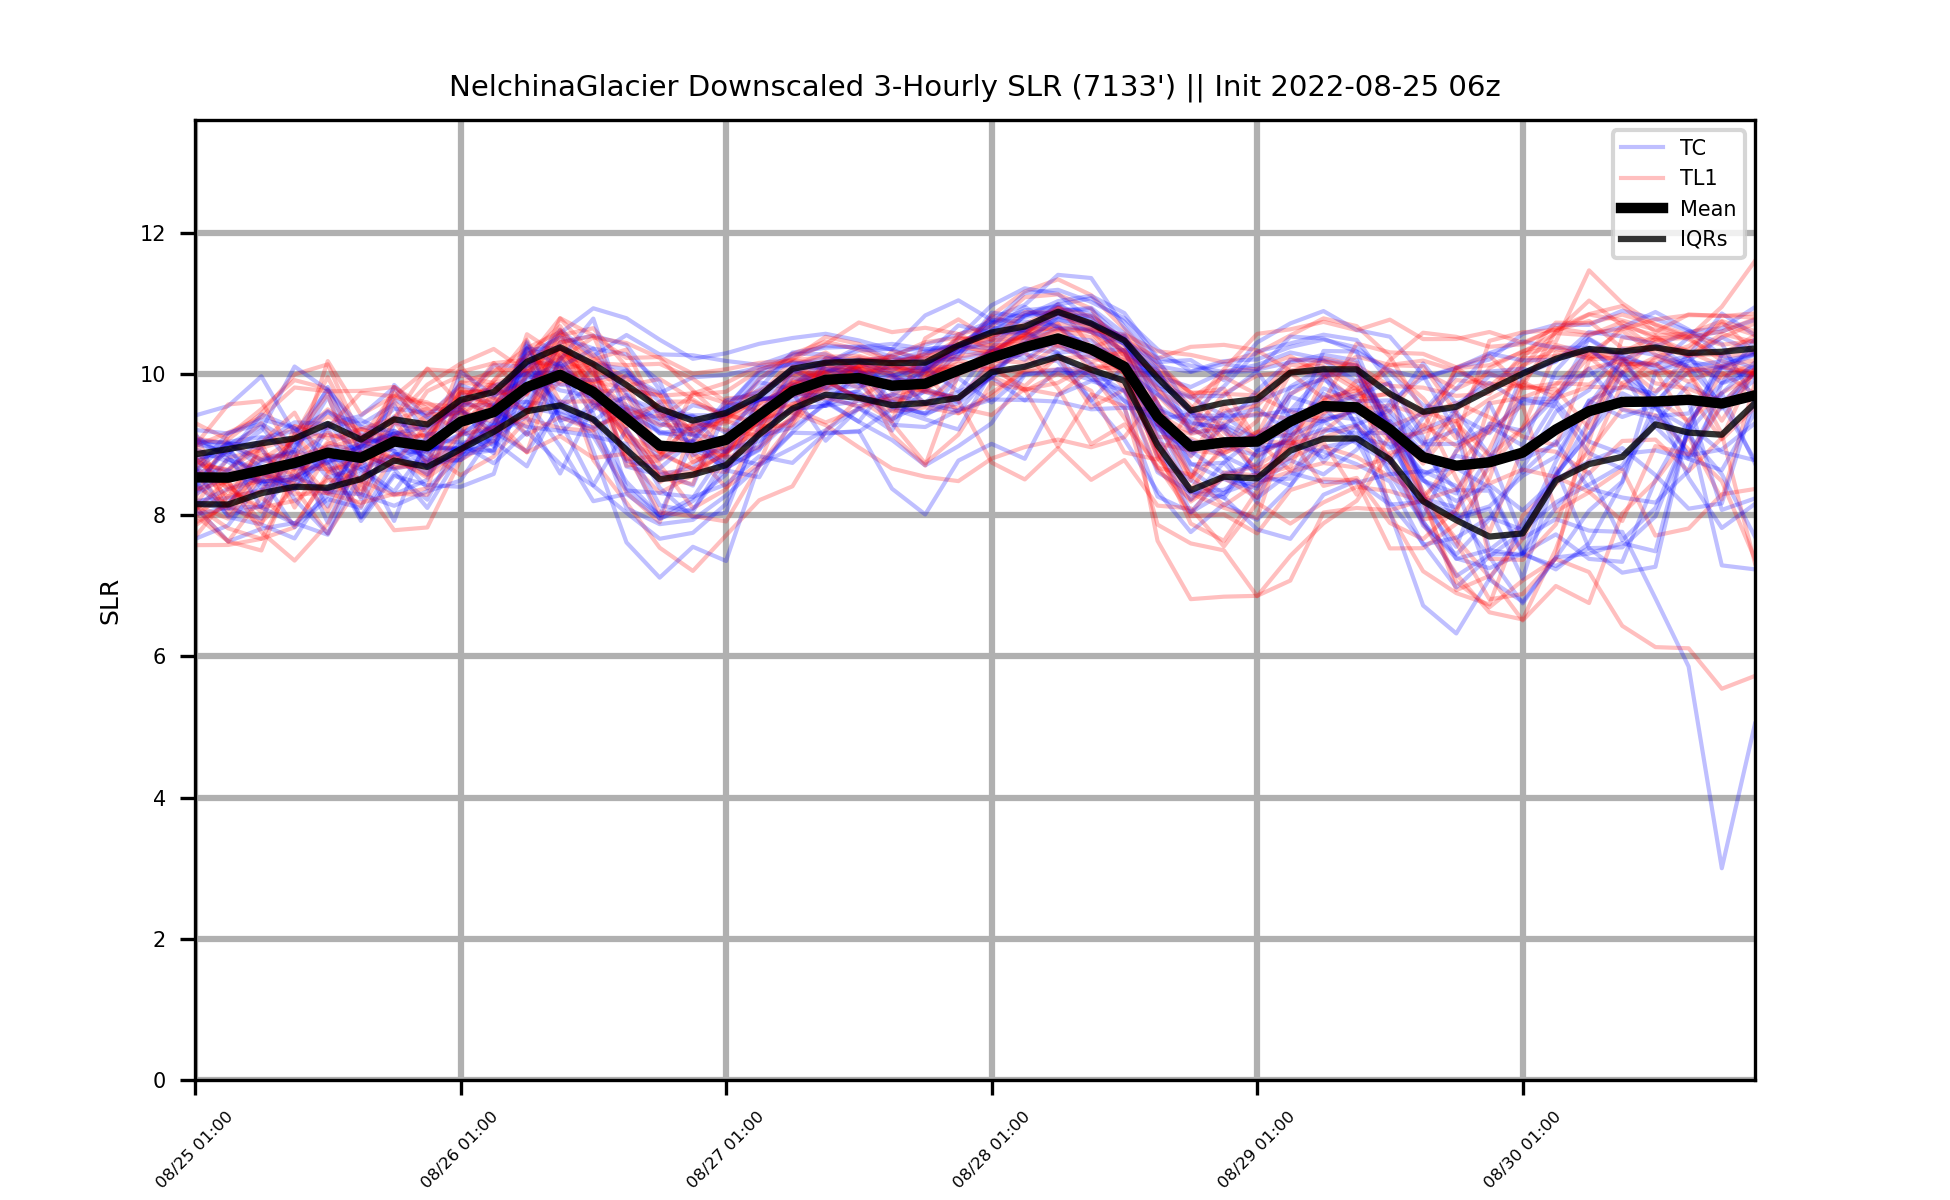 NelchinaGlacier Downscaled 3-Hourly SLR (7133') || Init 2022-08-25 06z
TC
TL1
Mean
IQRs
SLR
12
10
8
6
4
2
0
08/25 01:00
08/26 01:00
08/27 01:00
08/28 01:00
08/29 01:00
08/30 01:00